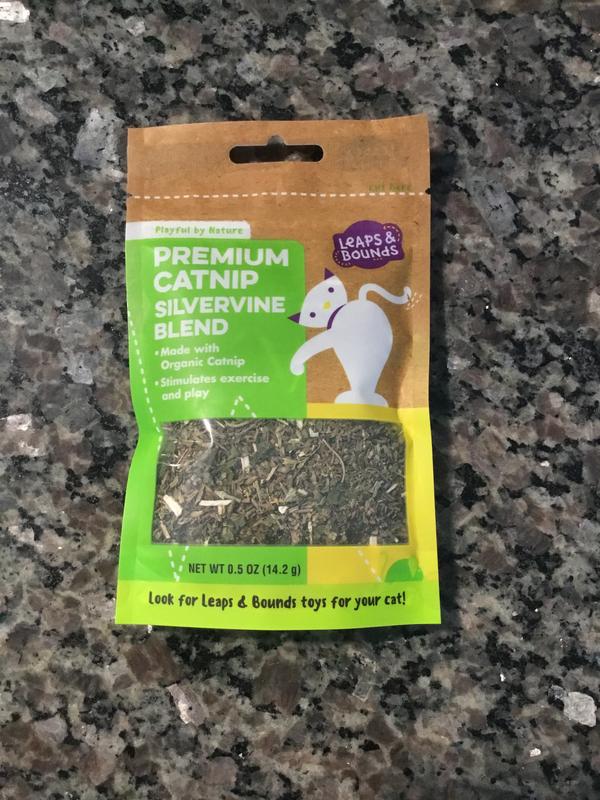 Playful by Nature
LEAPS &
BOUNDS
PREMIUM
CATNIP
SILVERVINE
BLEND
• Made with
Organic Catnip
• Stimulates exercise
and play
NET WT 0.5 OZ (14.2 g)
Look for Leaps & Bounds toys for your cat!